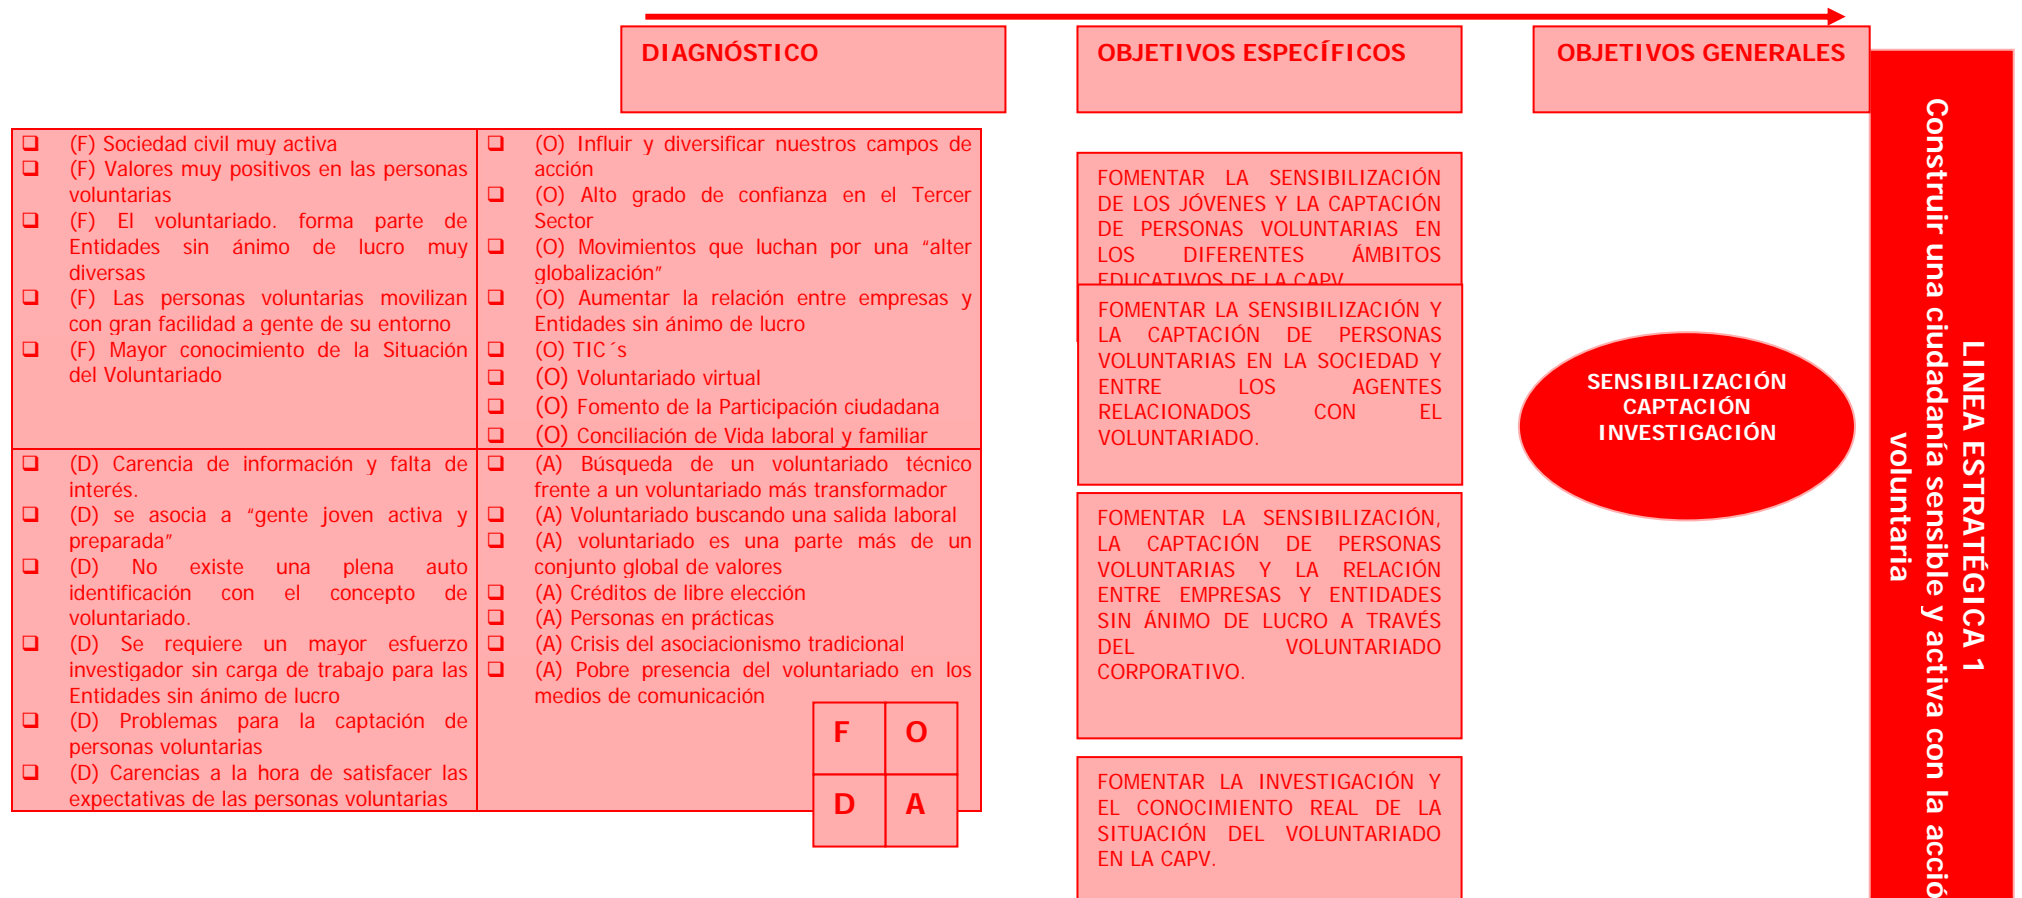 DIAGNÓSTICO
OBJETIVOS ESPECÍFICOS
OBJETIVOS GENERALES
❑ (F) Sociedad civil muy activa
❑ (F) Valores muy positivos en las personas
voluntarias
❑ (F) El voluntariado. forma parte de
Entidades sin ánimo de lucro muy
diversas
❑ (F) Las personas voluntarias movilizan
con gran facilidad a gente de su entorno
❑ (F) Mayor conocimiento de la Situación
del Voluntariado
❑ (O) Influir y diversificar nuestros campos de
acción
❑ (O) Alto grado de confianza en el Tercer
Sector
❑ (O) Movimientos que luchan por una "alter
globalización"
❑ (O) Aumentar la relación entre empresas y
Entidades sin ánimo de lucro
❑ (O) TIC´s
❑ (O) Voluntariado virtual
❑ (O) Fomento de la Participación ciudadana
❑ (O) Conciliación de Vida laboral y familiar
❑ (D) Carencia de información y falta de
interés.
❑ (D) se asocia a "gente joven activa y
preparada"
❑ (D) No existe una plena auto
identificación con el concepto de
voluntariado.
❑ (D) Se requiere un mayor esfuerzo
investigador sin carga de trabajo para las
Entidades sin ánimo de lucro
❑ (D) Problemas para la captación de
personas voluntarias
❑ (D) Carencias a la hora de satisfacer las
expectativas de las personas voluntarias
❑ (A) Búsqueda de un voluntariado técnico
frente a un voluntariado más transformador
❑ (A) Voluntariado buscando una salida laboral
❑ (A) voluntariado es una parte más de un
conjunto global de valores
❑ (A) Créditos de libre elección
❑ (A) Personas en prácticas
❑ (A) Crisis del asociacionismo tradicional
❑ (A) Pobre presencia del voluntariado en los
medios de comunicación
F O
D A
FOMENTAR LA SENSIBILIZACIÓN
DE LOS JÓVENES Y LA CAPTACIÓN
DE PERSONAS VOLUNTARIAS EN
LOS DIFERENTES ÁMBITOS
EDUCATIVOS DE LA CAPV
FOMENTAR LA SENSIBILIZACIÓN Y
LA CAPTACIÓN DE PERSONAS
VOLUNTARIAS EN LA SOCIEDAD Y
ENTRE LOS AGENTES
RELACIONADOS CON EL
VOLUNTARIADO.
FOMENTAR LA SENSIBILIZACIÓN,
LA CAPTACIÓN DE PERSONAS
VOLUNTARIAS Y LA RELACIÓN
ENTRE EMPRESAS Y ENTIDADES
SIN ÁNIMO DE LUCRO A TRAVÉS
DEL VOLUNTARIADO
CORPORATIVO.
FOMENTAR LA INVESTIGACIÓN Y
EL CONOCIMIENTO REAL DE LA
SITUACIÓN DEL VOLUNTARIADO
EN LA CAPV.
SENSIBILIZACIÓN
CAPTACIÓN
INVESTIGACIÓN
LINEA ESTRATÉGICA 1
Construir una ciudadanía sensible y activa con la acció
voluntaria